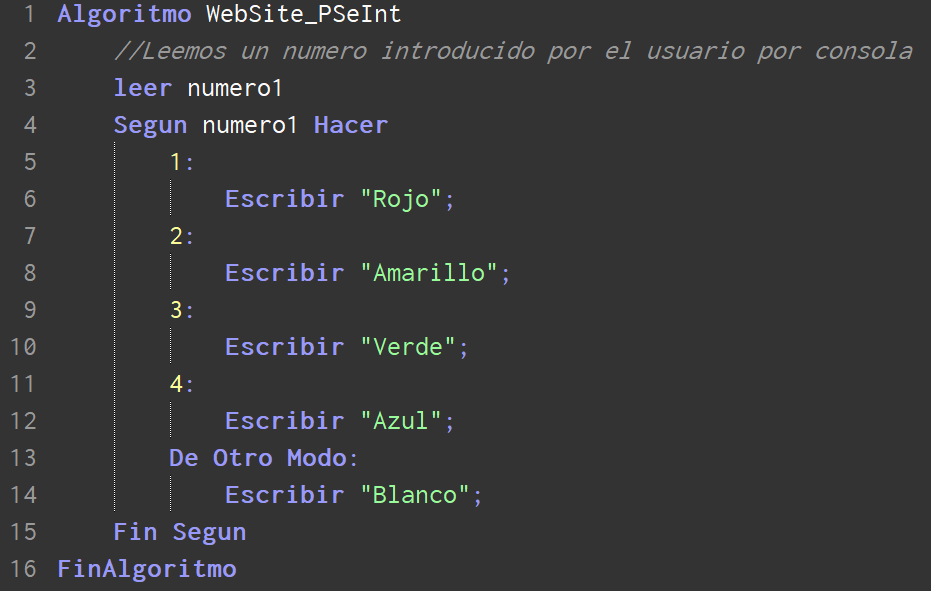 1 Algoritmo WebSite_PSeInt
2 //Leemos un numero introducido por el usuario por consola
3 leer numero1
4 Segun numero1 Hacer
5 1:
6 Escribir "Rojo";
7 2:
8 Escribir "Amarillo";
9 3:
10 Escribir "Verde";
11 4:
12 Escribir "Azul";
13 De Otro Modo:
14 Escribir "Blanco";
15 Fin Segun
16 FinAlgoritmo